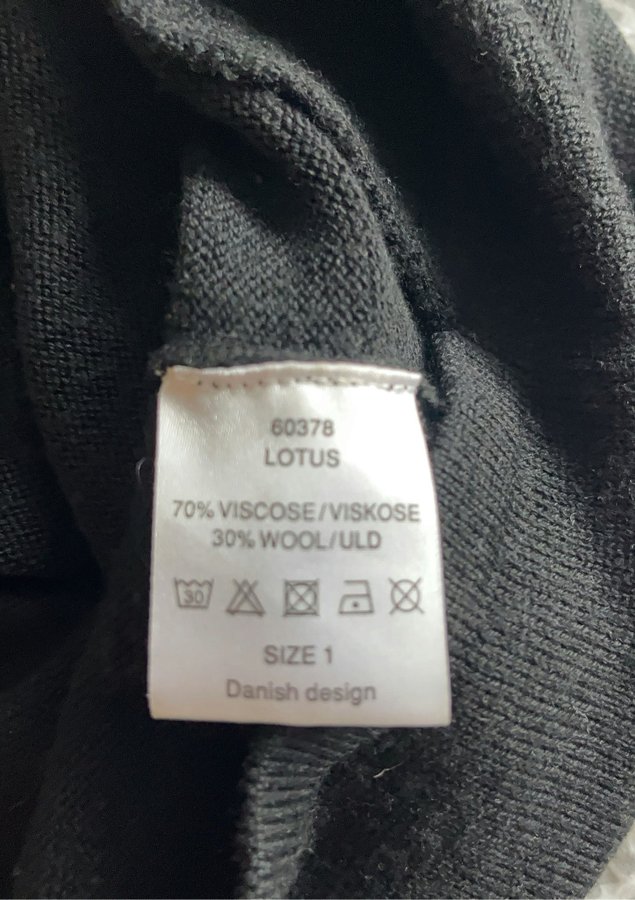 60378
LOTUS
70% VISCOSE/VISKOSE
30% WOOL/ULD
30
SIZE 1
Danish design